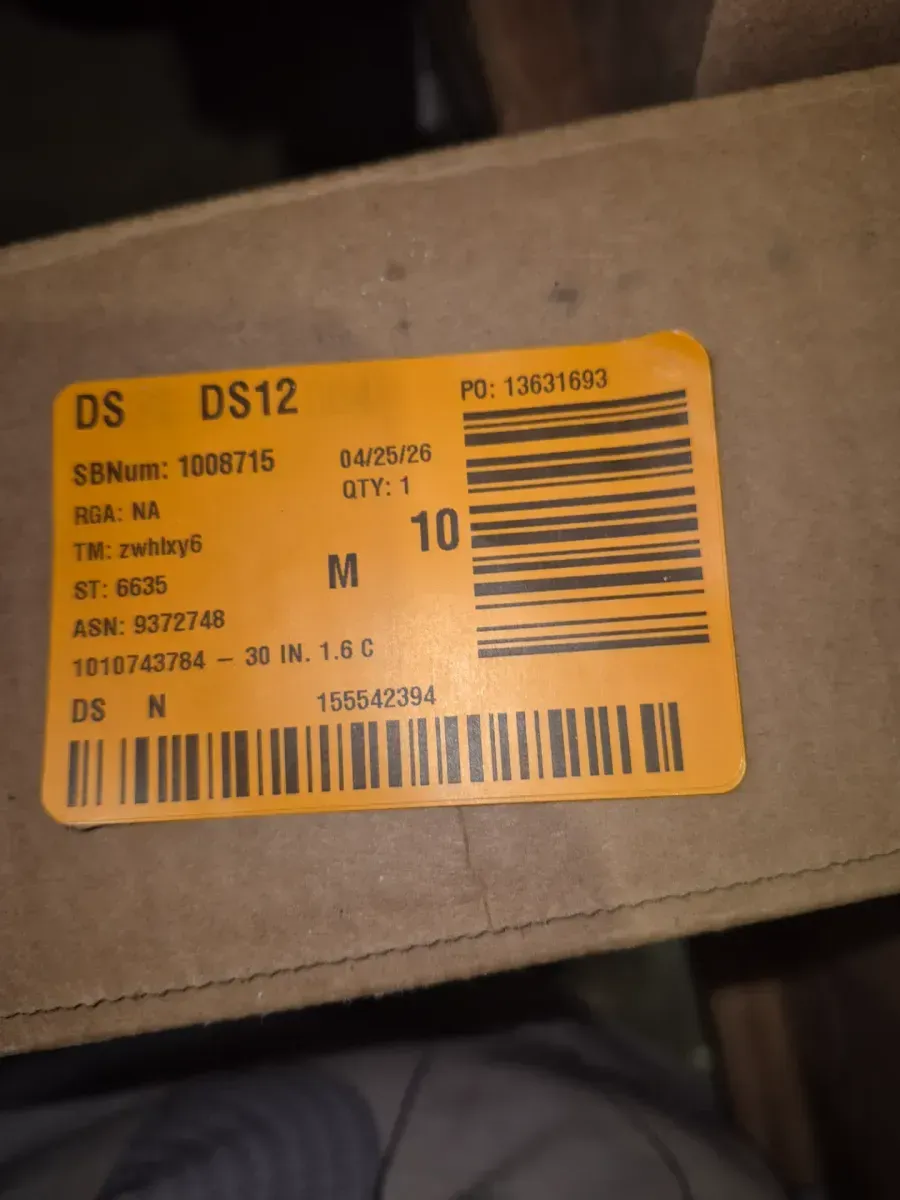 DS DS12
PO: 13631693
SBNum: 1008715
04/25/26
QTY: 1
RGA: NA
10
TM: zwhlxy6
M
ST: 6635
ASN: 9372748
1010743784 – 30 IN. 1.6 C
DS N 155542394